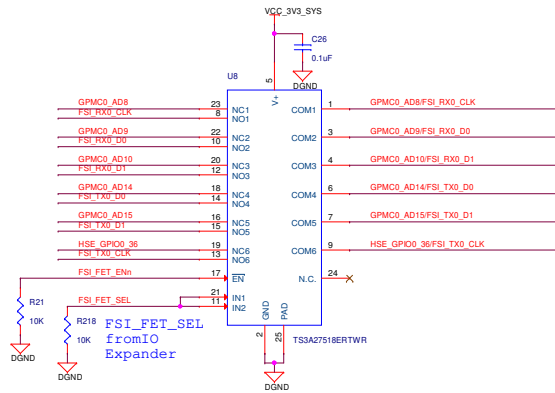 VCC_3V3_SYS
C26
0.1uF
DGND
U8
5
V+
GPMC0_AD8 23 NC1 COM1 1 GPMC0_AD8/FSI_RX0_CLK
FSI_RX0_CLK 8 NO1
GPMC0_AD9 22 NC2 COM2 3 GPMC0_AD9/FSI_RX0_D0
FSI_RX0_D0 10 NO2
GPMC0_AD10 20 NC3 COM3 4 GPMC0_AD10/FSI_RX0_D1
FSI_RX0_D1 12 NO3
GPMC0_AD14 18 NC4 COM4 6 GPMC0_AD14/FSI_TX0_D0
FSI_TX0_D0 14 NO4
GPMC0_AD15 16 NC5 COM5 7 GPMC0_AD15/FSI_TX0_D1
FSI_TX0_D1 15 NO5
HSE_GPIO0_36 19 NC6 COM6 9 HSE_GPIO0_36/FSI_TX0_CLK
FSI_TX0_CLK 13 NO6
FSI_FET_ENn 17 EN N.C. 24
21 IN1
FSI_FET_SEL 11 IN2
R21
10K
DGND
R218
10K
DGND
FSI_FET_SEL
fromIO
Expander
GND PAD
2 25
TS3A27518ERTWR
DGND